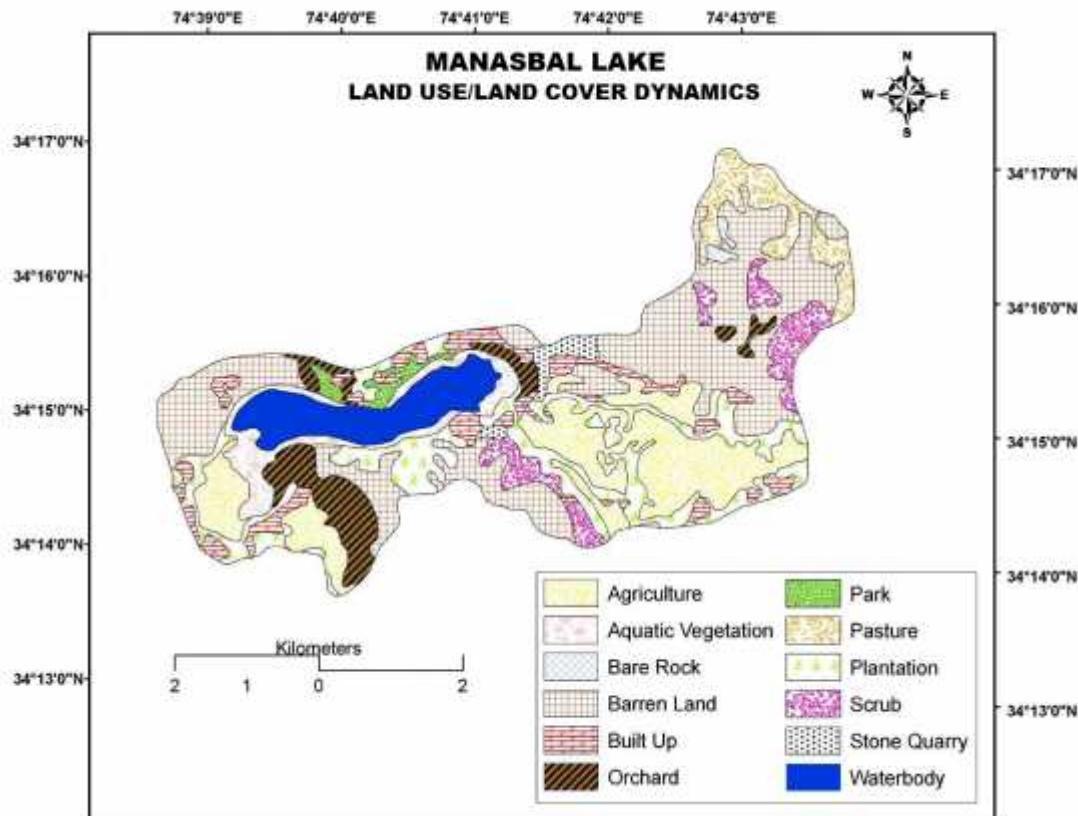 74°39'0"E 74°40'0"E 74°41'0"E 74°42'0"E 74°43'0"E
MANASBAL LAKE
LAND USE/LAND COVER DYNAMICS
N
W E
S
34°17'0"N
34°17'0"N
34°16'0"N
34°16'0"N
34°15'0"N
34°15'0"N
34°14'0"N
34°14'0"N
34°13'0"N
34°13'0"N
Kilometers
2 1 0 2
Agriculture
Aquatic Vegetation
Bare Rock
Barren Land
Built Up
Orchard
Park
Pasture
Plantation
Scrub
Stone Quarry
Waterbody